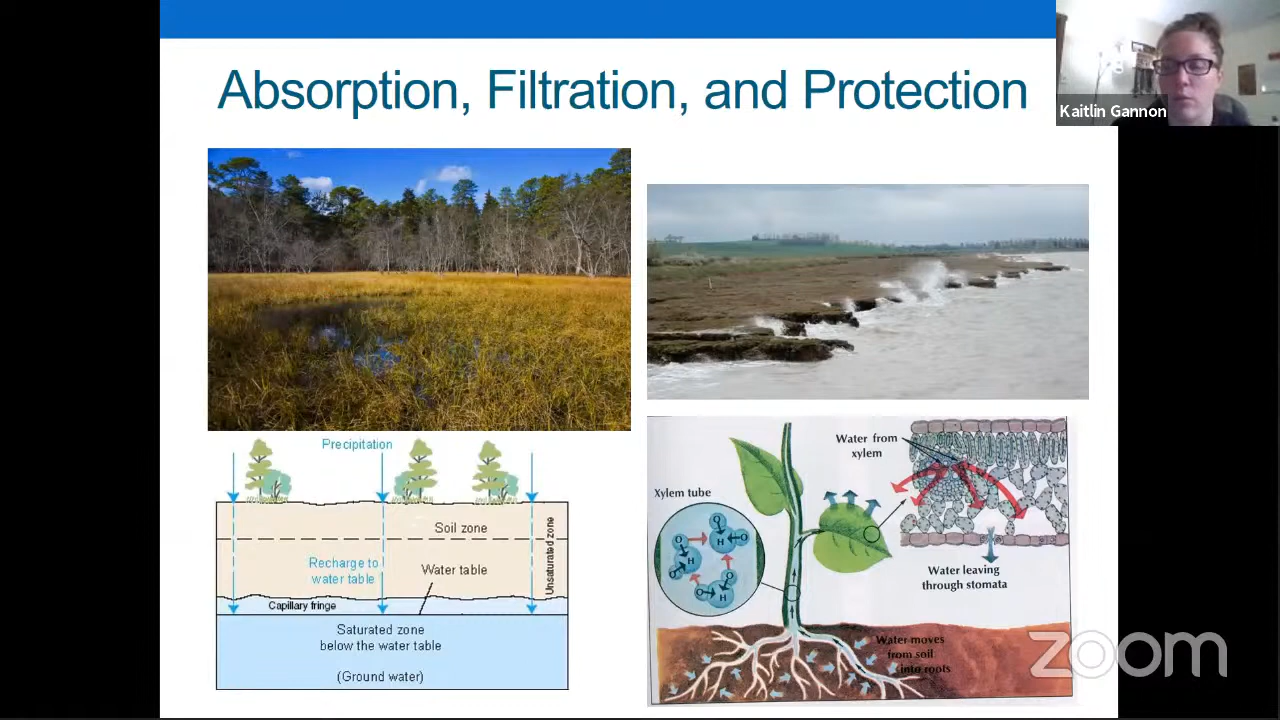 Absorption, Filtration, and Protection
Kaitlin Gannon
Precipitation
Soil zone
Unsaturated zone
Recharge to
water table
Water table
Capillary fringe
Saturated zone
below the water table
(Ground water)
Water from
xylem
Xylem tube
O
H
O
O
H
O
O
H
O
Water leaving
through stomata
Water moves
from soil
into roots
zoom